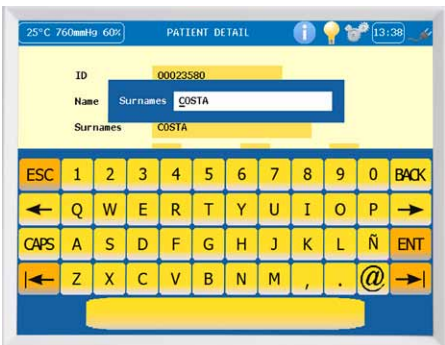 25°C 760mmHg 60% PATIENT DETAIL 13:38
ID 00023580
Name Surnames COSTA
Surnames COSTA
ESC 1 2 3 4 5 6 7 8 9 0 BACK
Q W E R T Y U I O P
CAPS A S D F G H J K L Ñ ENT
Z X C V B N M , . @